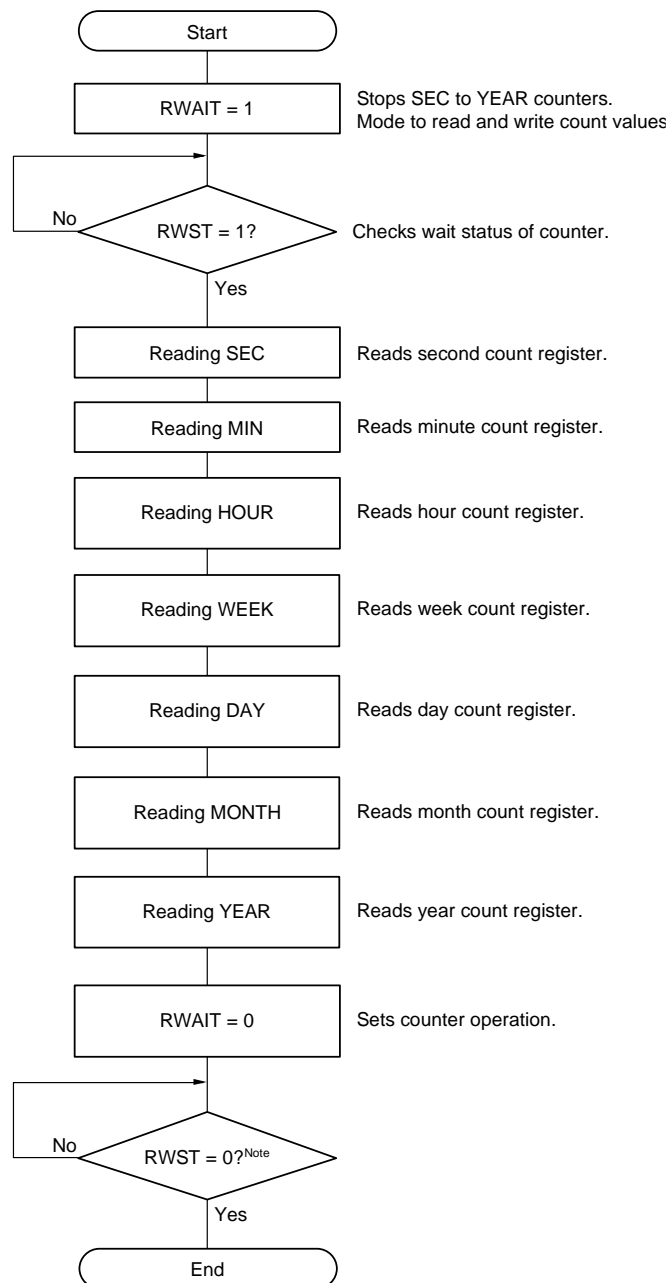 Start
RWAIT = 1
Stops SEC to YEAR counters.
Mode to read and write count values
No
RWST = 1?
Checks wait status of counter.
Yes
Reading SEC
Reads second count register.
Reading MIN
Reads minute count register.
Reading HOUR
Reads hour count register.
Reading WEEK
Reads week count register.
Reading DAY
Reads day count register.
Reading MONTH
Reads month count register.
Reading YEAR
Reads year count register.
RWAIT = 0
Sets counter operation.
No
RWST = 0?Note
Yes
End